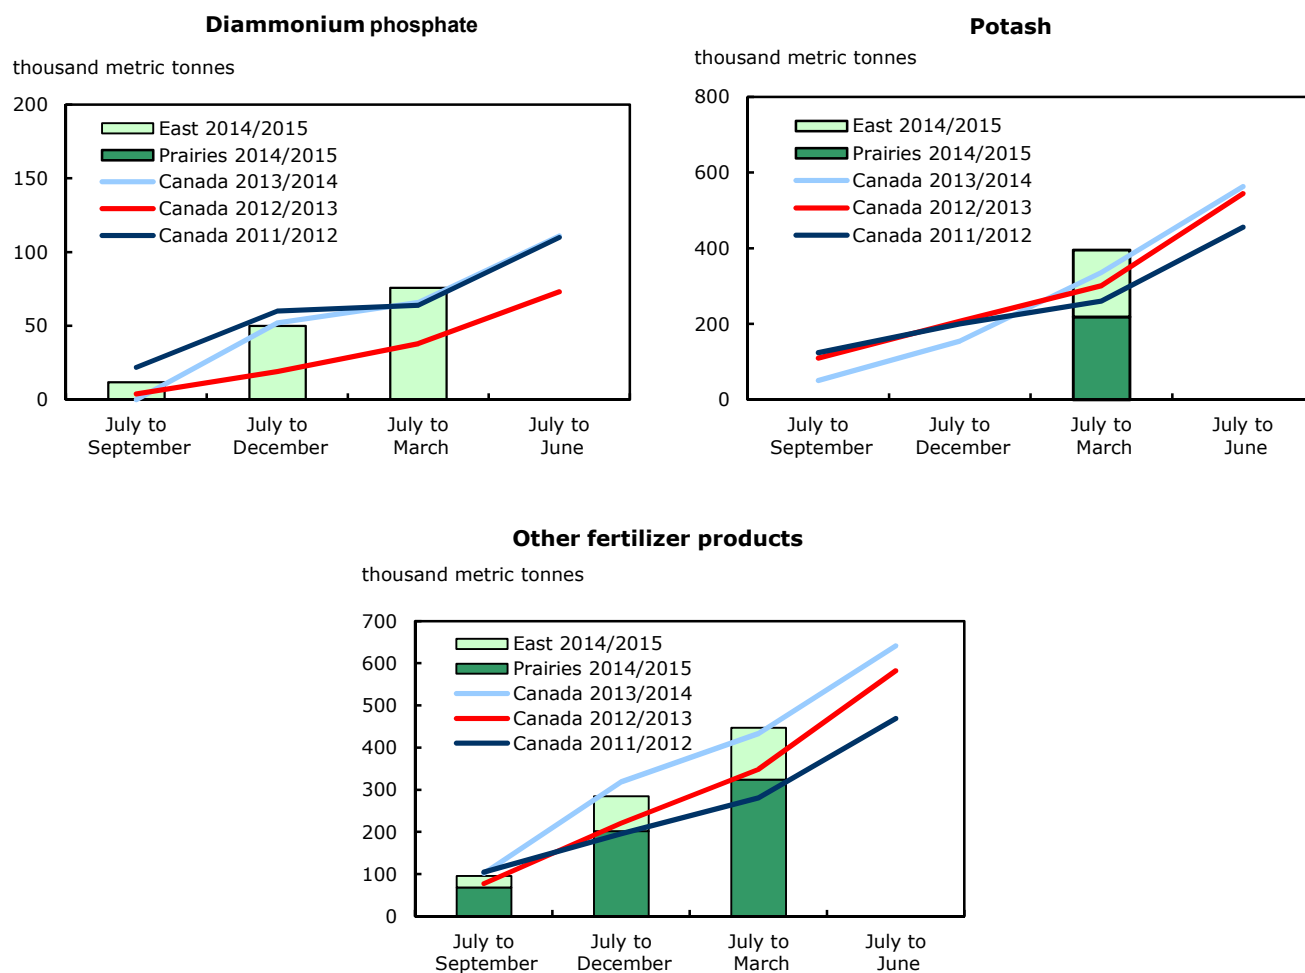 Diammonium phosphate
thousand metric tonnes
200
150
100
50
0
East 2014/2015
Prairies 2014/2015
Canada 2013/2014
Canada 2012/2013
Canada 2011/2012
July to July to July to July to
September December March June
Potash
thousand metric tonnes
800
600
400
200
0
East 2014/2015
Prairies 2014/2015
Canada 2013/2014
Canada 2012/2013
Canada 2011/2012
July to July to July to July to
September December March June
Other fertilizer products
thousand metric tonnes
700
600
500
400
300
200
100
0
East 2014/2015
Prairies 2014/2015
Canada 2013/2014
Canada 2012/2013
Canada 2011/2012
July to July to July to July to
September December March June